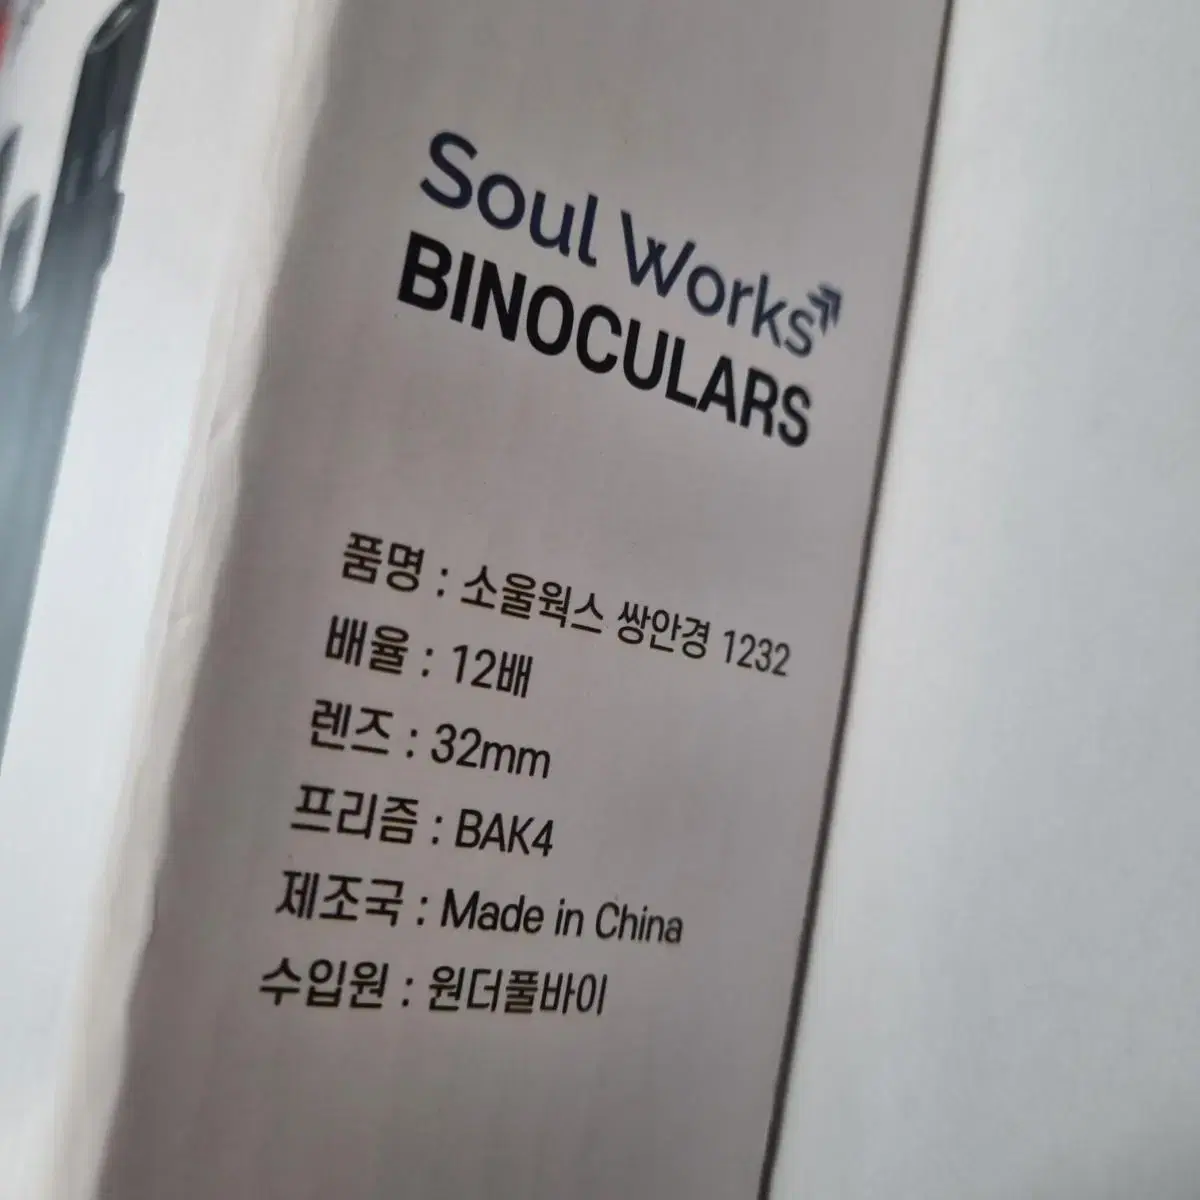 Soul Works
BINOCULARS
품명 : 소울웍스 쌍안경 1232
배율 : 12배
렌즈 : 32mm
프리즘 : BAK4
제조국 : Made in China
수입원 : 원더풀바이